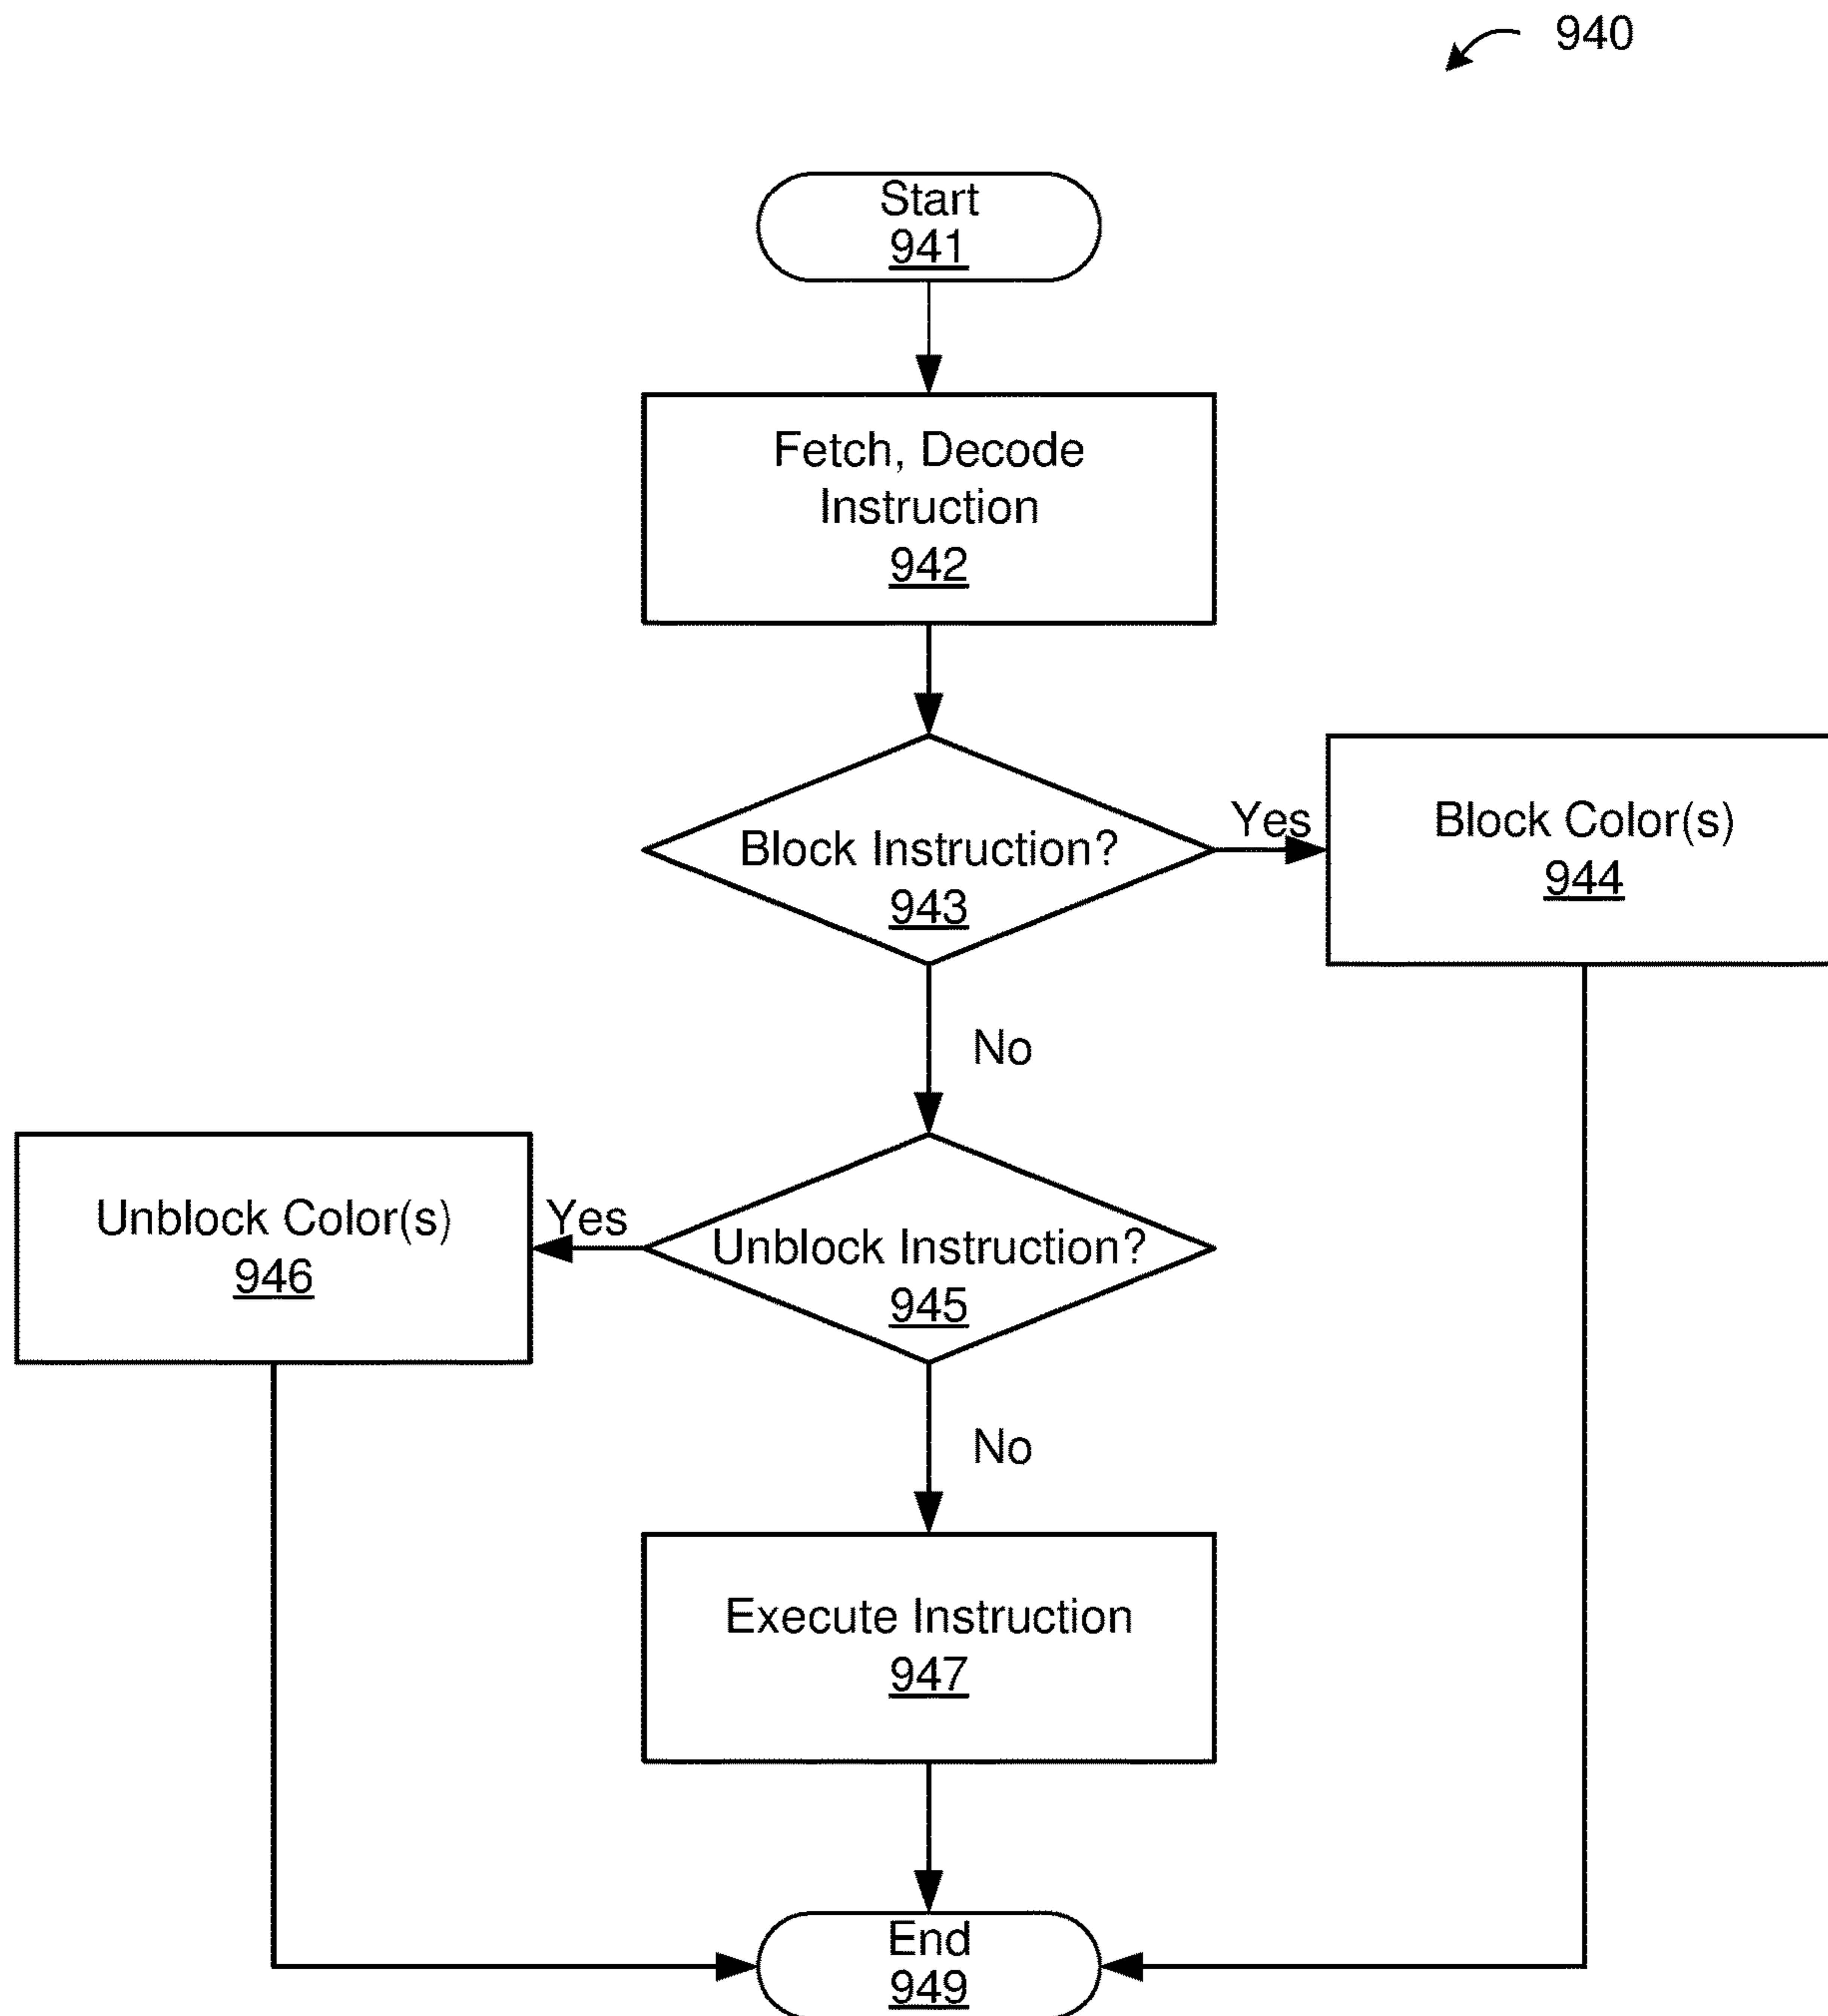 940
Start
941
Fetch, Decode
Instruction
942
Block Instruction?
943
Yes
Block Color(s)
944
No
Unblock Color(s)
946
Yes
Unblock Instruction?
945
No
Execute Instruction
947
End
949